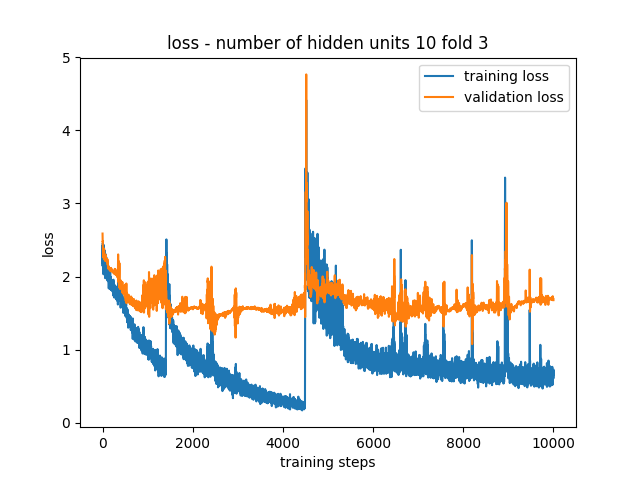 loss - number of hidden units 10 fold 3
training loss
validation loss
5
4
3
2
1
0
loss
0
2000
4000
6000
8000
10000
training steps